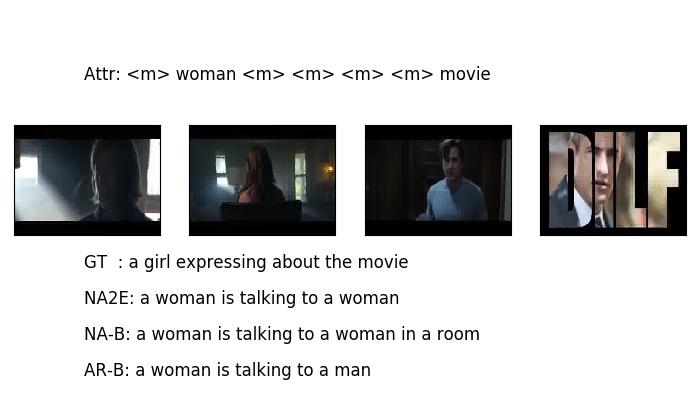 Attr: <m> woman <m> <m> <m> <m> movie
DILF
GT : a girl expressing about the movie
NA2E: a woman is talking to a woman
NA-B: a woman is talking to a woman in a room
AR-B: a woman is talking to a man